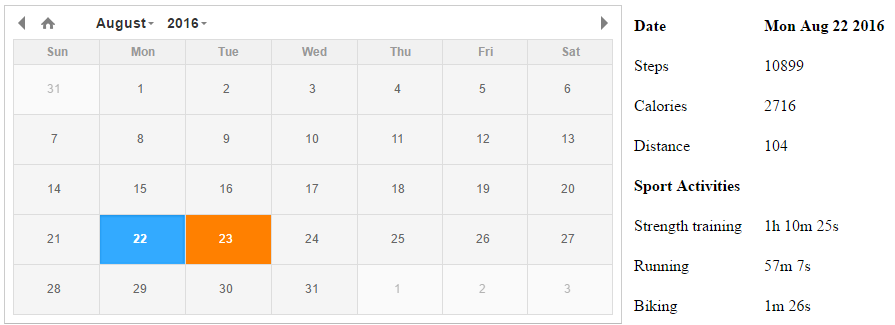 August 2016
Sun Mon Tue Wed Thu Fri Sat
31 1 2 3 4 5 6
7 8 9 10 11 12 13
14 15 16 17 18 19 20
21 22 23 24 25 26 27
28 29 30 31 1 2 3
Date Mon Aug 22 2016
Steps 10899
Calories 2716
Distance 104
Sport Activities
Strength training 1h 10m 25s
Running 57m 7s
Biking 1m 26s